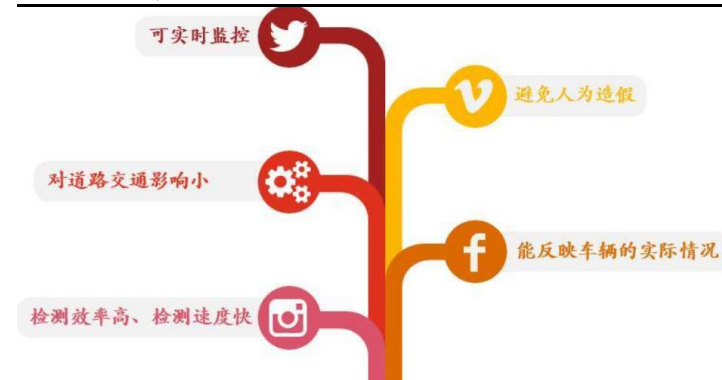 可实时监控
避免人为造假
对道路交通影响小
能反映车辆的实际情况
检测效率高、检测速度快